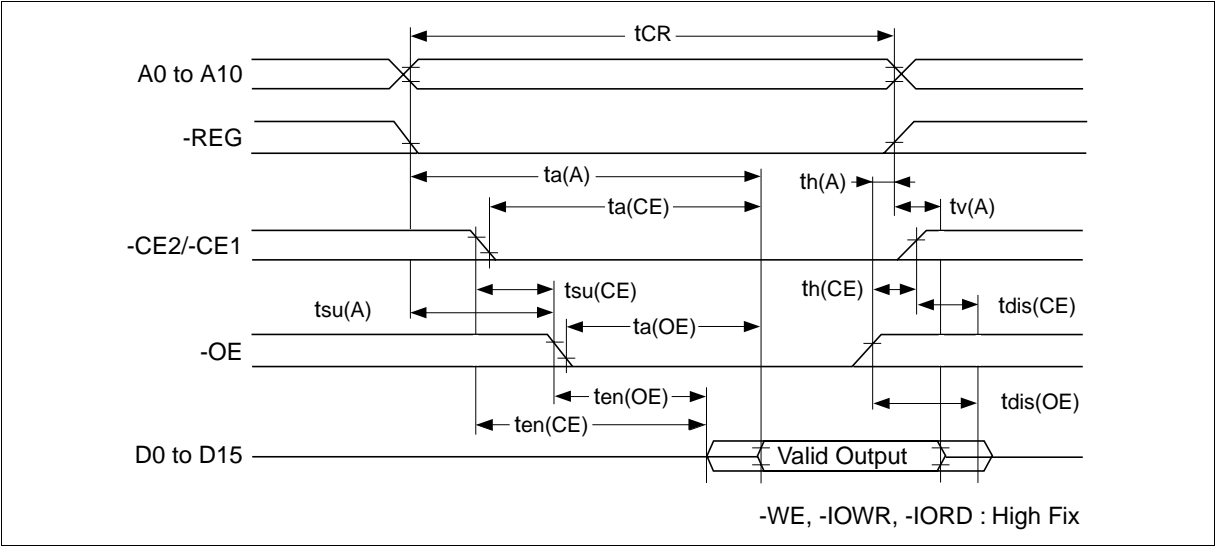 tCR
A0 to A10
-REG
ta(A)
th(A)
ta(CE)
tv(A)
-CE2/-CE1
tsu(CE)
th(CE)
tsu(A)
tdis(CE)
ta(OE)
-OE
ten(OE)
tdis(OE)
ten(CE)
D0 to D15
Valid Output
-WE, -IOWR, -IORD : High Fix